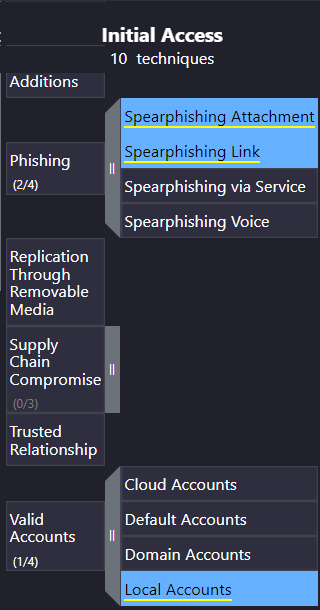 Initial Access
10 techniques
Additions
Phishing
(2/4)
Spearphishing Attachment
Spearphishing Link
Spearphishing via Service
Spearphishing Voice
Replication
Through
Removable
Media
Supply
Chain
Compromise
(0/3)
Trusted
Relationship
Valid
Accounts
(1/4)
Cloud Accounts
Default Accounts
Domain Accounts
Local Accounts